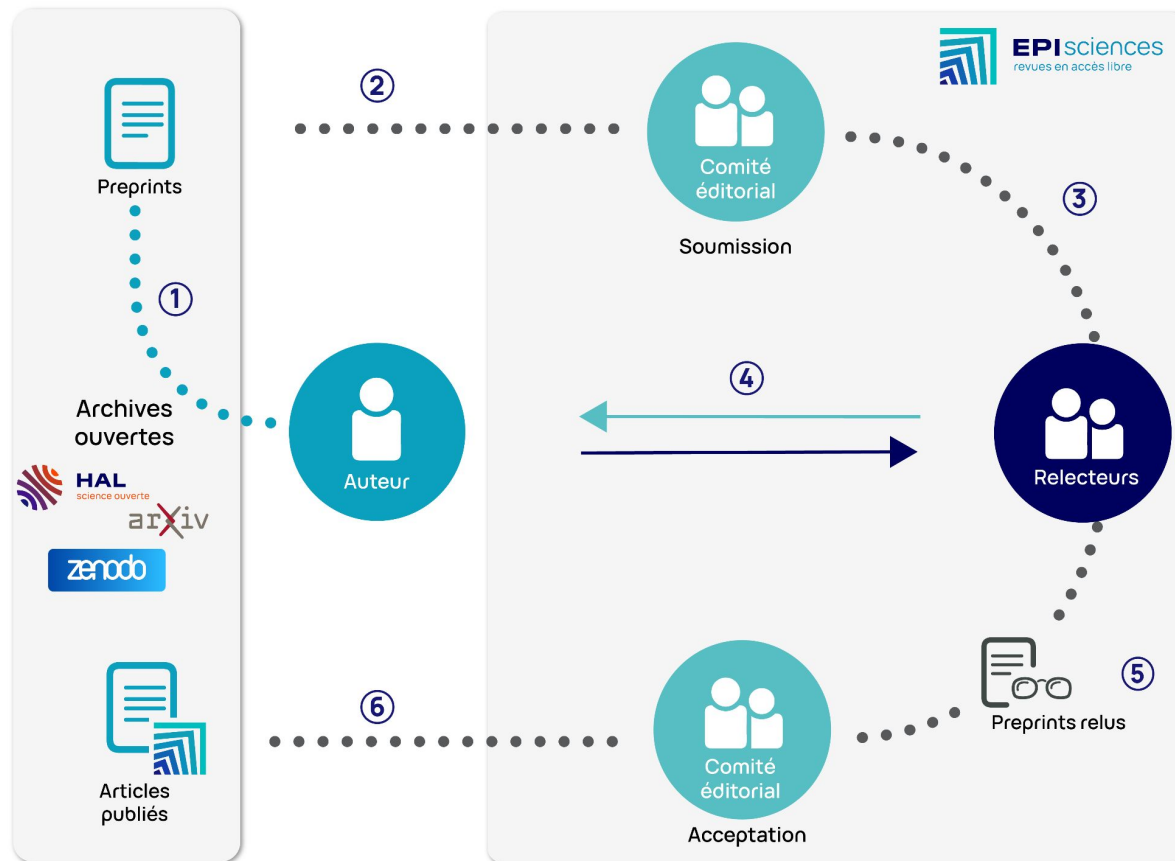 EPIsciences
revues en accès libre
②
Preprints
Comité
éditorial
Soumission
③
①
④
Archives
ouvertes
HAL
science ouverte
arXiv
zenodo
Auteur
Relecteurs
⑤
Preprints relus
⑥
Comité
éditorial
Acceptation
Articles
publiés